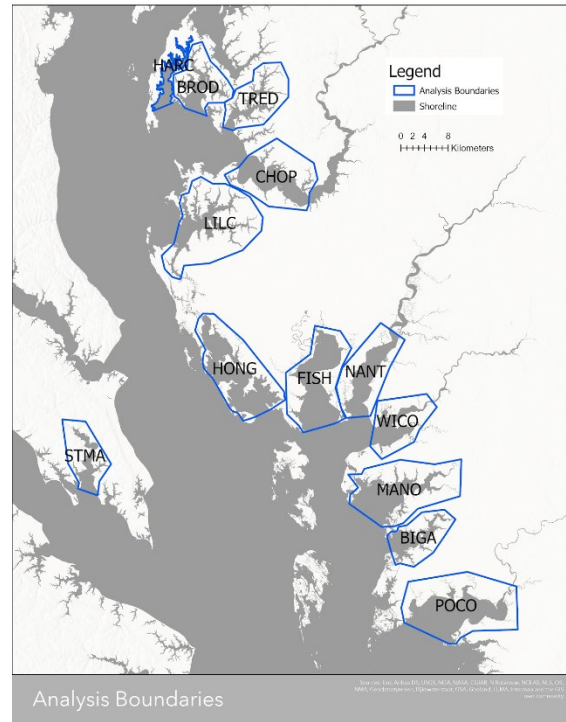 HARC
BROD
TRED
Legend
Analysis Boundaries
Shoreline
0 2 4 8
Kilometers
CHOP
LILC
HONG
FISH
NANT
WICO
STMA
MANO
BIGA
POCO
Analysis Boundaries